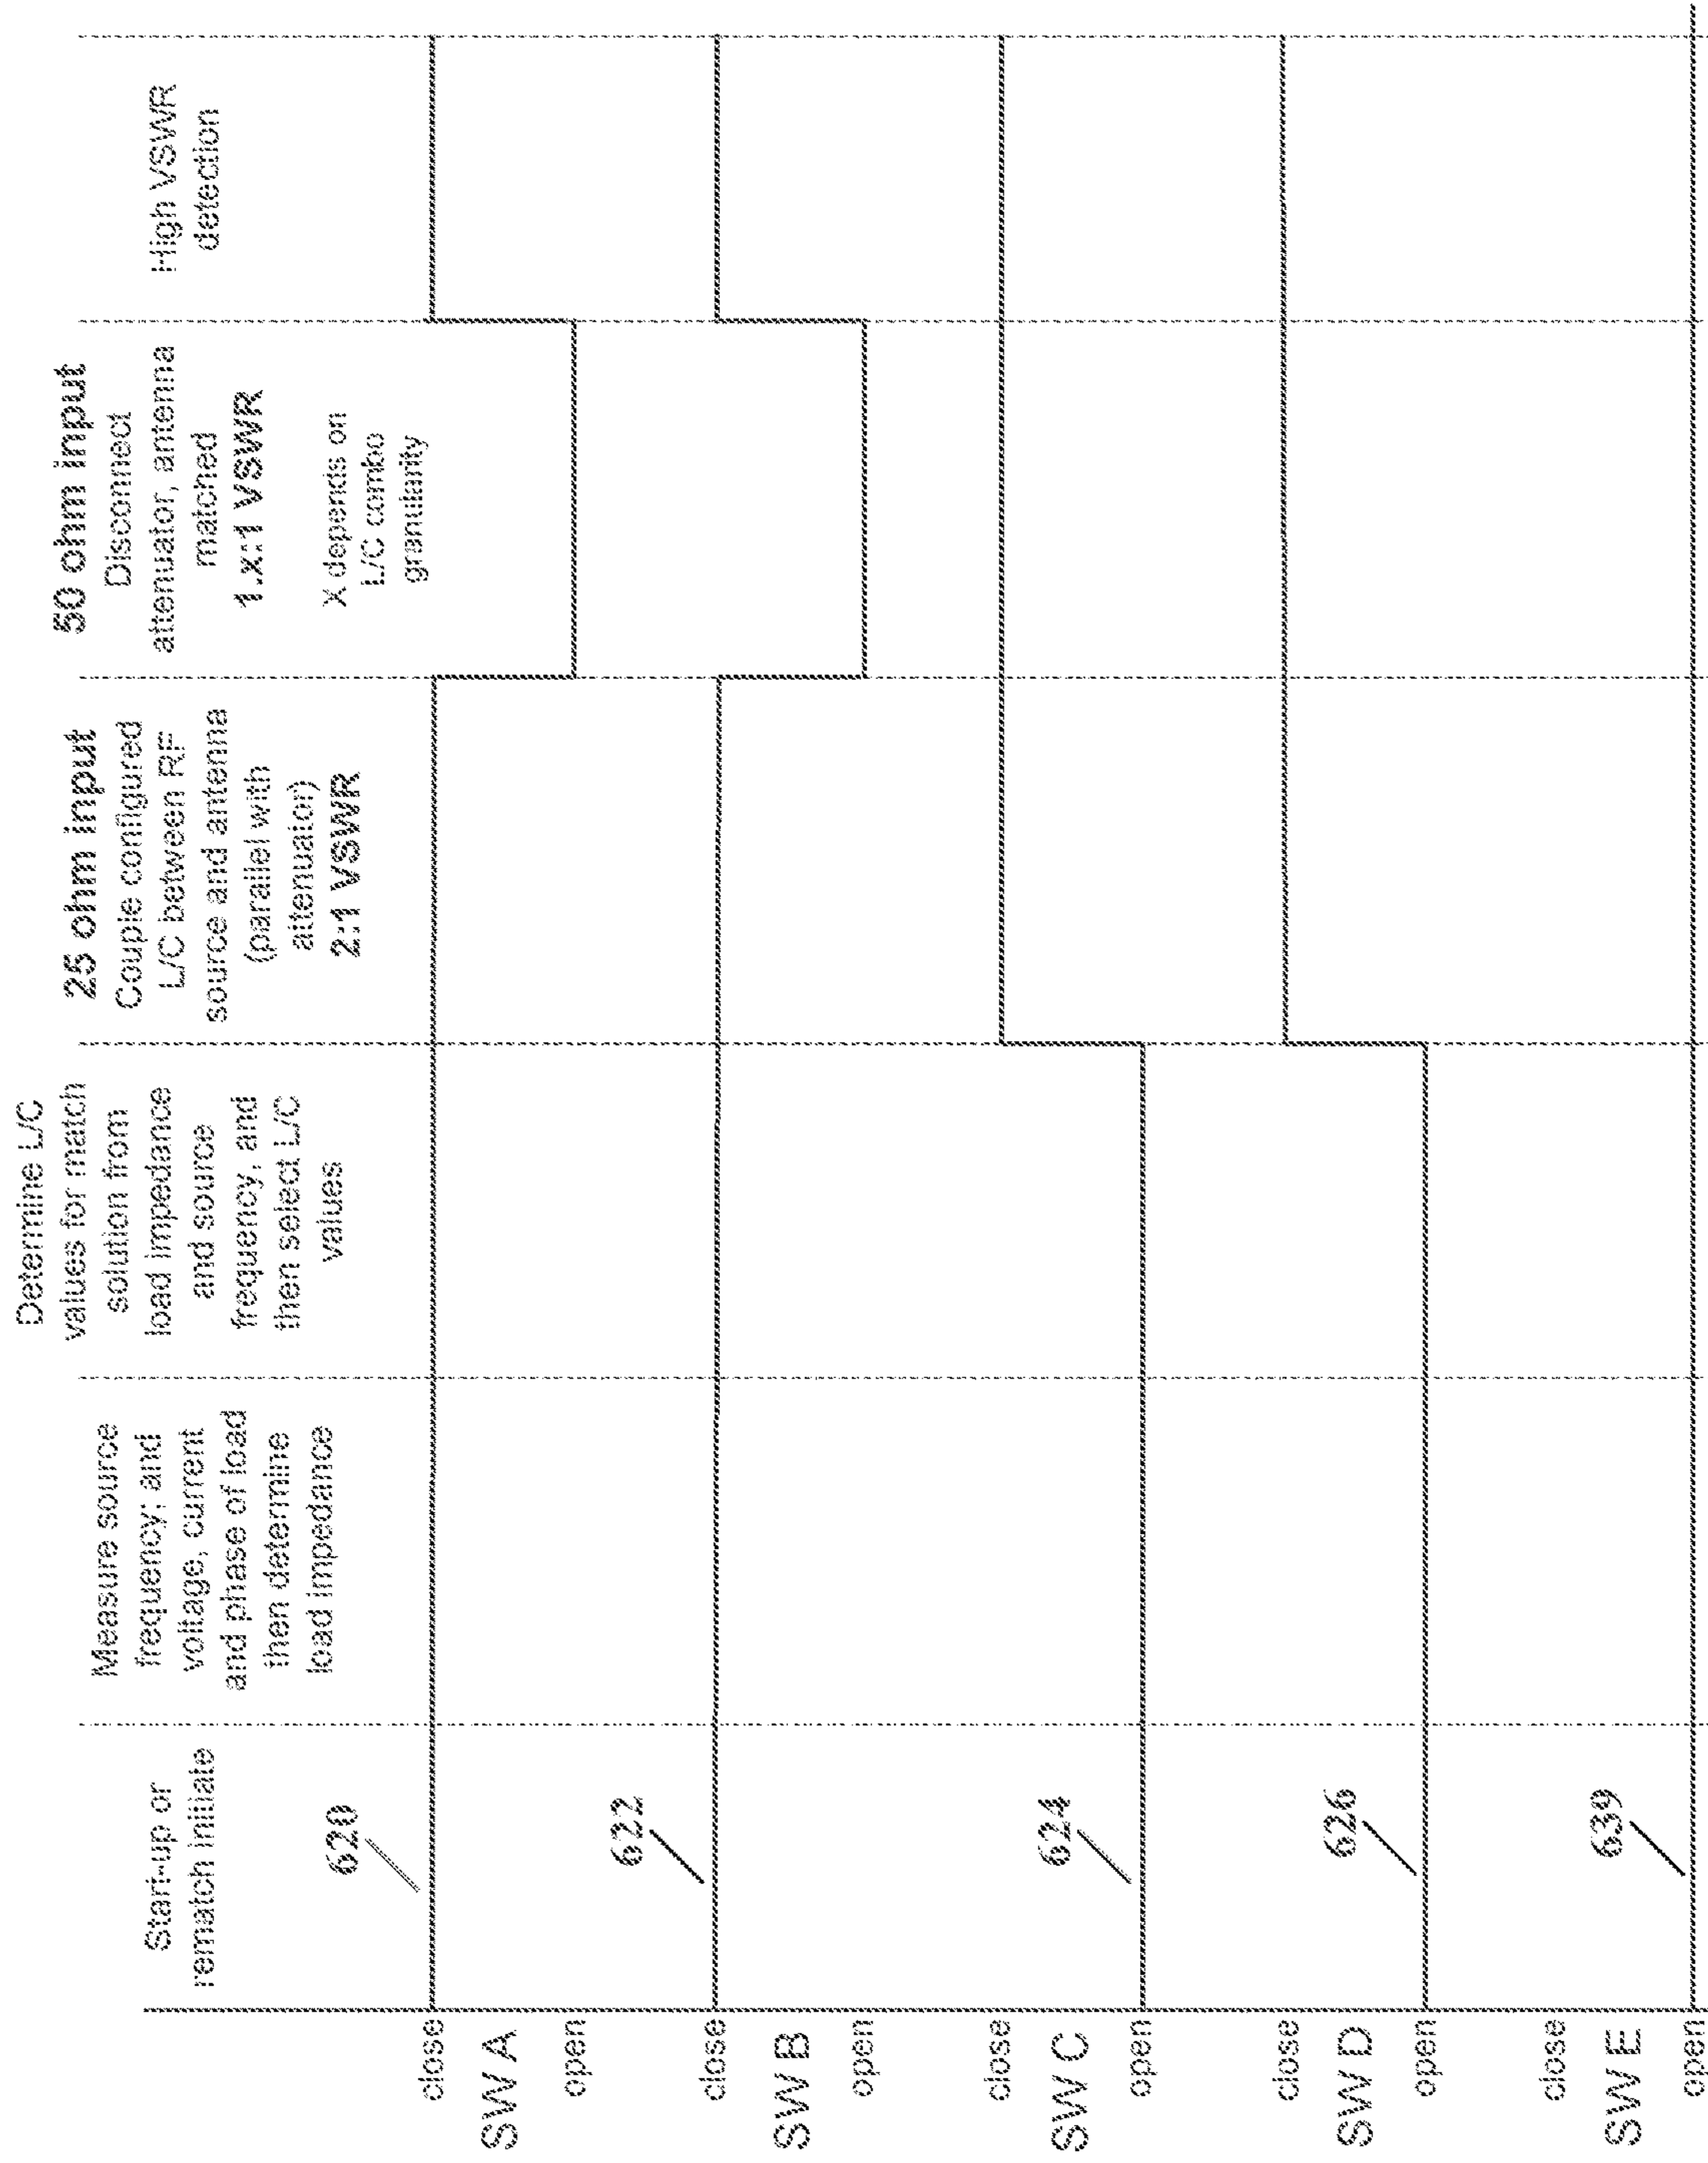 Start-up or
rematch initiate
Measure source
frequency; and
voltage, current
and phase of load
then determine
load impedance
Determine L/C
values for match
solution from
load impedance
and source
frequency, and
then select L/C
values
25 ohm input
Couple configured
L/C between RF
source and antenna
(parallel with
attenuator)
2:1 VSWR
50 ohm input
Disconnect
attenuator, antenna
matched
1.x:1 VSWR
X depends on
L/C combo
granularity
High VSWR
detection
close
SW A
open
620
close
SW B
open
622
close
SW C
open
624
close
SW D
open
626
close
SW E
open
639